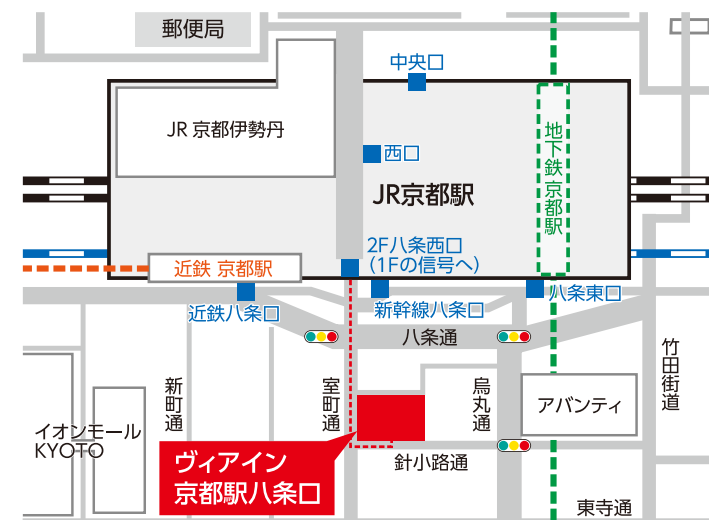 郵便局
中央口
JR 京都伊勢丹
西口
地下鉄 京都駅
JR京都駅
2F八条西口
(1Fの信号へ)
近鉄 京都駅
近鉄八条口
新幹線八条口
八条東口
八条通
竹田街道
新町通
室町通
烏丸通
アバンティ
イオンモール
KYOTO
ヴィアイン
京都駅八条口
針小路通
東寺通